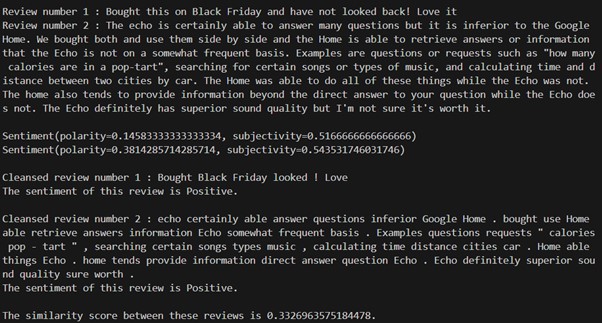 Review number 1 : Bought this on Black Friday and have not looked back! Love it
Review number 2 : The echo is certainly able to answer many questions but it is inferior to the Google
Home. We bought both and use them side by side and the Home is able to retrieve answers or information
that the Echo is not on a somewhat frequent basis. Examples are questions or requests such as "how many
calories are in a pop-tart", searching for certain songs or types of music, and calculating time and d
istance between two cities by car. The Home was able to do all of these things while the Echo was not.
The home also tends to provide information beyond the direct answer to your question while the Echo doe
s not. The Echo definitely has superior sound quality but I'm not sure it's worth it.
Sentiment(polarity=0.14583333333333334, subjectivity=0.5166666666666666)
Sentiment(polarity=0.3814285714285714, subjectivity=0.543531746031746)
Cleansed review number 1 : Bought Black Friday looked ! Love
The sentiment of this review is Positive.
Cleansed review number 2 : echo certainly able answer questions inferior Google Home . bought use Home
able retrieve answers information Echo somewhat frequent basis . Examples questions requests " calories
pop - tart " , searching certain songs types music , calculating time distance cities car . Home able
things Echo . home tends provide information direct answer question Echo . Echo definitely superior sou
nd quality sure worth .
The sentiment of this review is Positive.
The similarity score between these reviews is 0.3326963575184478.